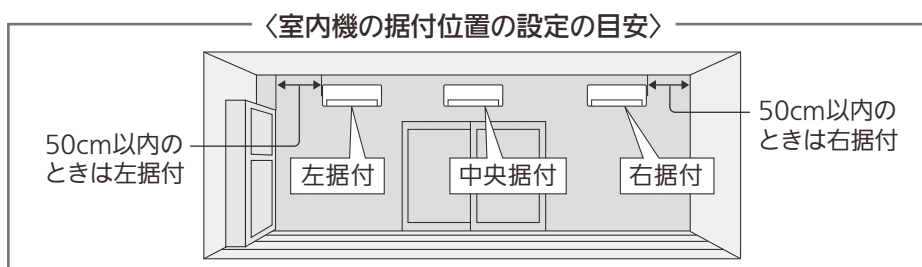 〈室内機の据付位置の設定の目安〉
50cm以内の
ときは左据付
左据付
中央据付
右据付
50cm以内の
ときは右据付